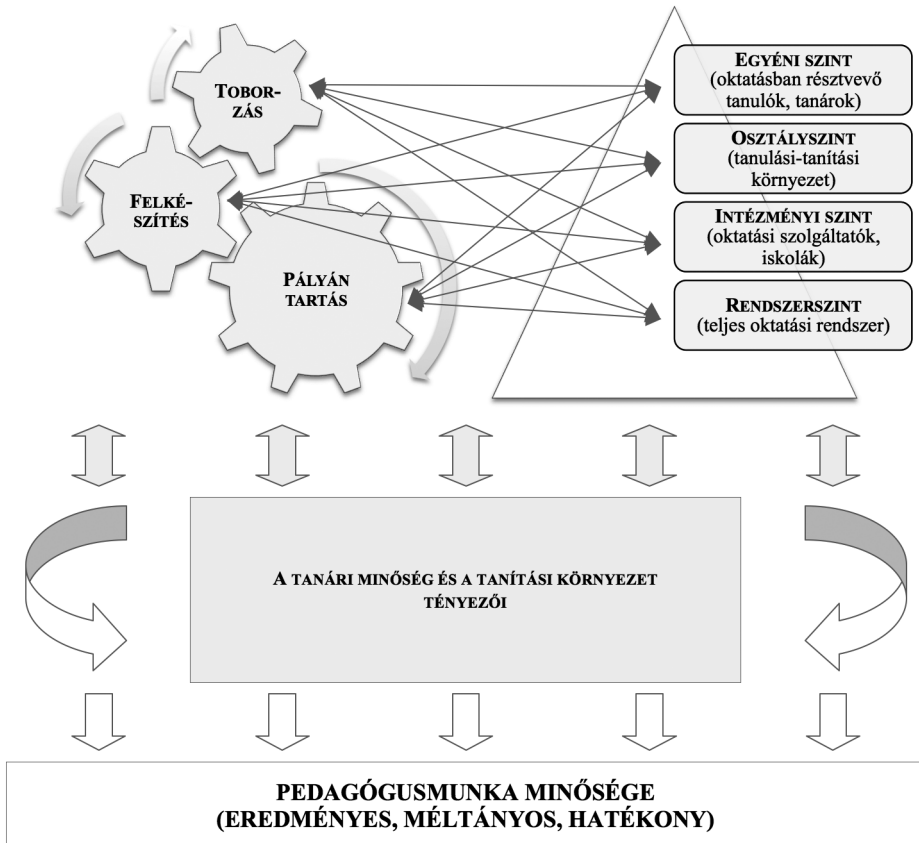 TOBOR-
ZÁS
FELKÉ-
SZÍTÉS
PÁLYÁN
TARTÁS
EGYÉNI SZINT
(oktatásban résztvevő
tanulók, tanárok)
OSZTÁLYSZINT
(tanulási-tanítási
környezet)
INTÉZMÉNYI SZINT
(oktatási szolgáltatók,
iskolák)
RENDSZERSZINT
(teljes oktatási rendszer)
A TANÁRI MINŐSÉG ÉS A TANÍTÁSI KÖRNYEZET
TÉNYEZŐI
PEDAGÓGUSMUNKA MINŐSÉGE
(EREDMÉNYES, MÉLTÁNYOS, HATÉKONY)